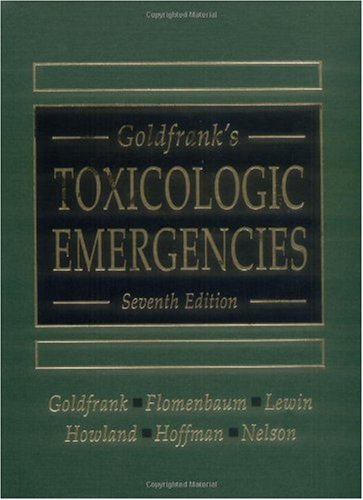 Goldfrank's
TOXICOLOGIC
EMERGENCIES
Seventh Edition
Goldfrank ■ Flomenbaum ■ Lewin
Howland ■ Hoffman ■ Nelson